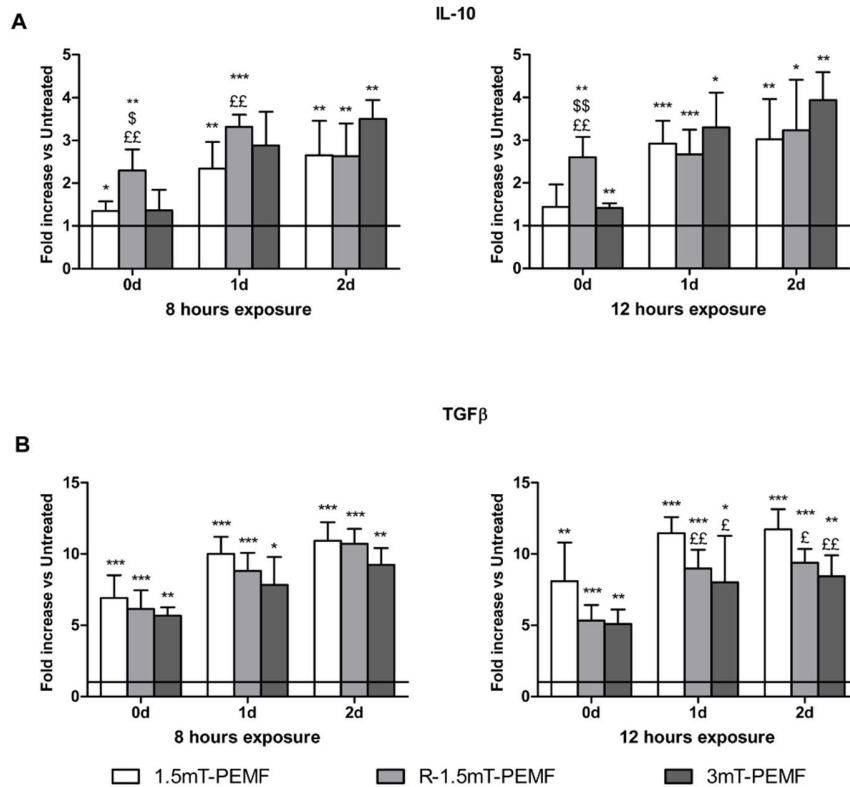 A
IL-10
Fold increase vs Untreated
5
4
3
2
1
0
*
**
$
££
**
***
££
**
**
**
0d
1d
2d
8 hours exposure
Fold increase vs Untreated
5
4
3
2
1
0
**
$$
££
**
***
***
*
**
*
**
0d
1d
2d
12 hours exposure
B
TGFβ
Fold increase vs Untreated
15
10
5
0
***
***
**
***
***
*
***
***
**
0d
1d
2d
8 hours exposure
Fold increase vs Untreated
15
10
5
0
**
***
**
***
***
££
*
£
***
***
£
**
££
0d
1d
2d
12 hours exposure
1.5mT-PEMF
R-1.5mT-PEMF
3mT-PEMF